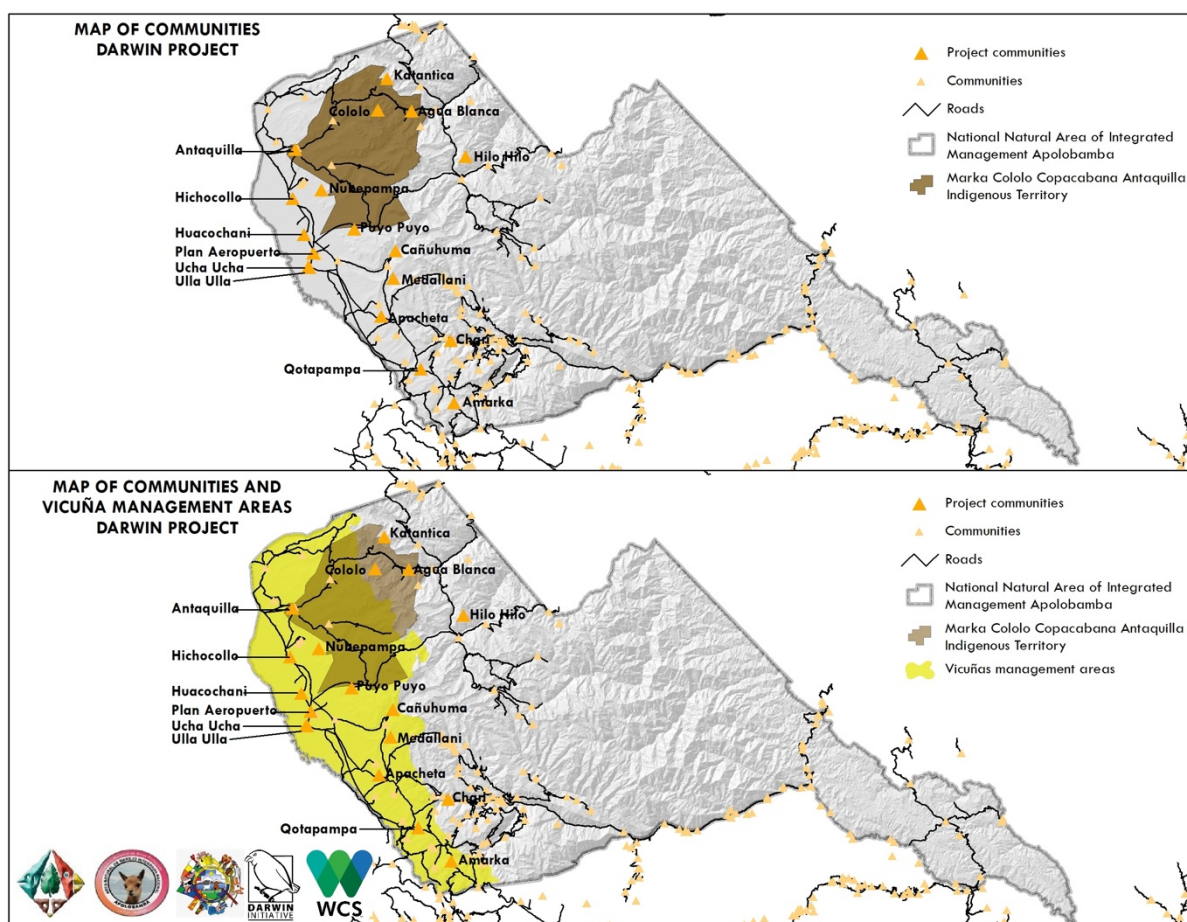 MAP OF COMMUNITIES
DARWIN PROJECT
Project communities
Communities
Roads
National Natural Area of Integrated
Management Apolobamba
Marka Cololo Copacabana Antaquilla
Indigenous Territory
Katantica
Cololo
Agua Blanca
Antaquilla
Hilo Hilo
Nubepampa
Hichocollo
Puyo Puyo
Huacochani
Cañuhuma
Plan Aeropuerto
Ucha Ucha
Ulla Ulla
Medallani
Apacheta
Chari
Qotapampa
Amarka
MAP OF COMMUNITIES AND
VICUÑA MANAGEMENT AREAS
DARWIN PROJECT
Project communities
Communities
Roads
National Natural Area of Integrated
Management Apolobamba
Marka Cololo Copacabana Antaquilla
Indigenous Territory
Vicuñas management areas
Katantica
Cololo
Agua Blanca
Antaquilla
Hilo Hilo
Nubepampa
Hichocollo
Puyo Puyo
Huacochani
Cañuhuma
Plan Aeropuerto
Ucha Ucha
Ulla Ulla
Medallani
Apacheta
Chari
Qotapampa
Amarka
APOLOBAMBA
DARWIN
INITIATIVE
WCS